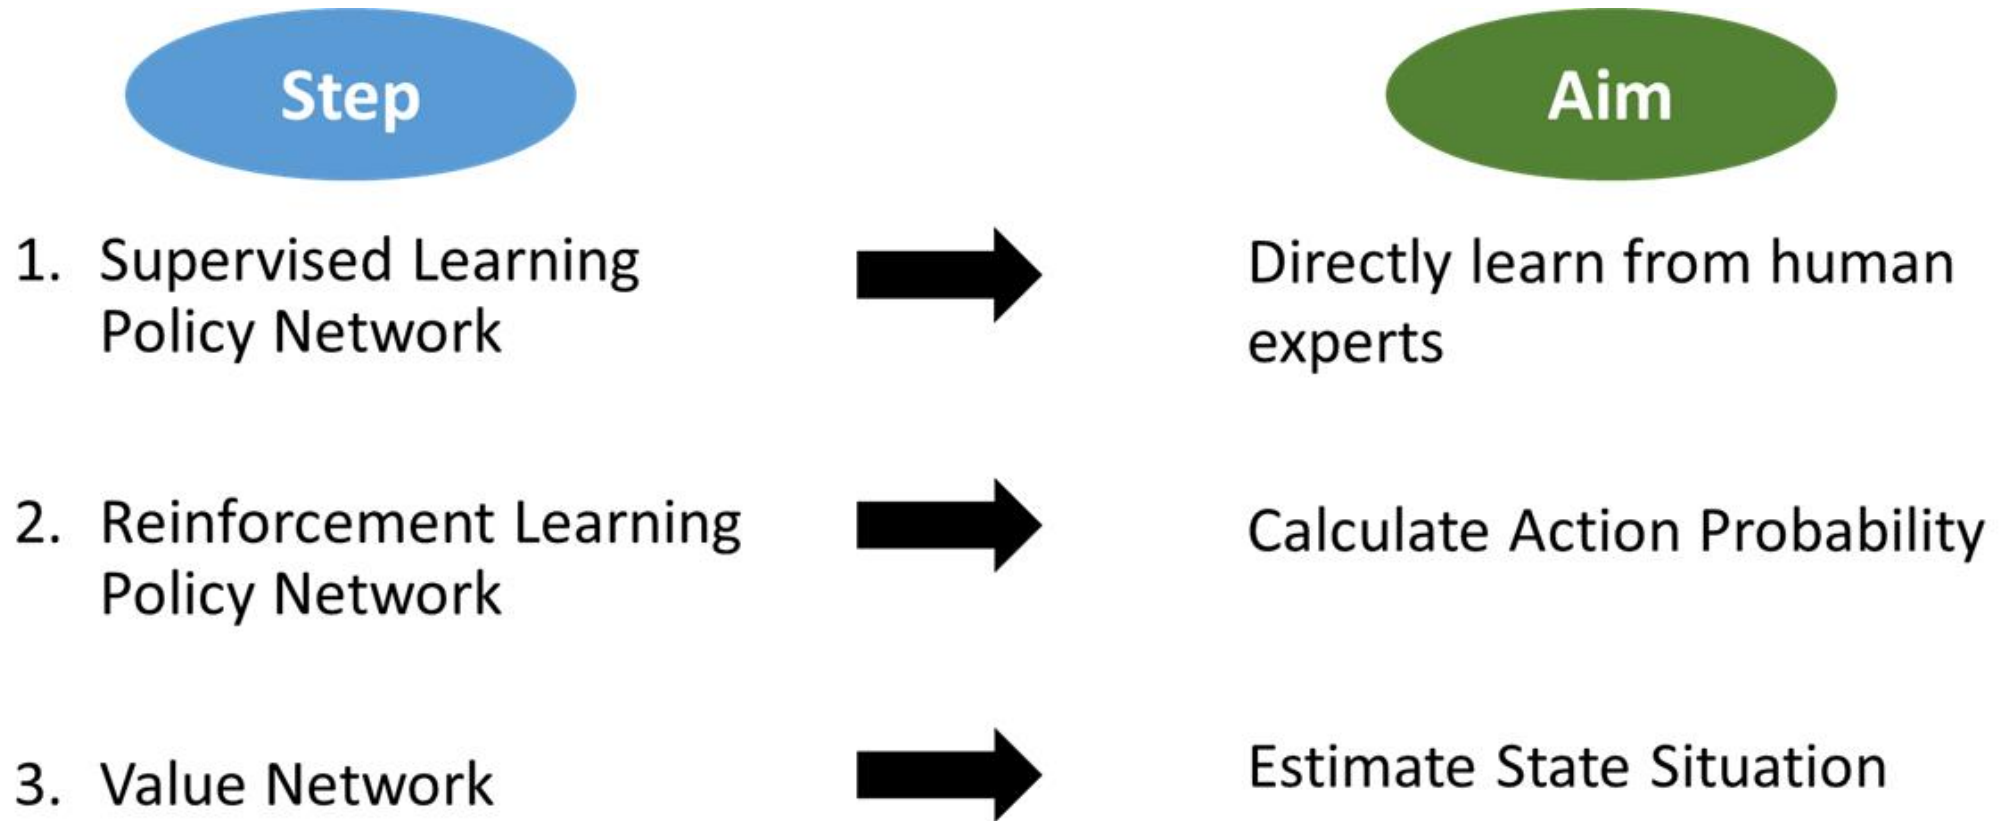 Step
Aim
1. Supervised Learning
Policy Network
Directly learn from human
experts
2. Reinforcement Learning
Policy Network
Calculate Action Probability
3. Value Network
Estimate State Situation